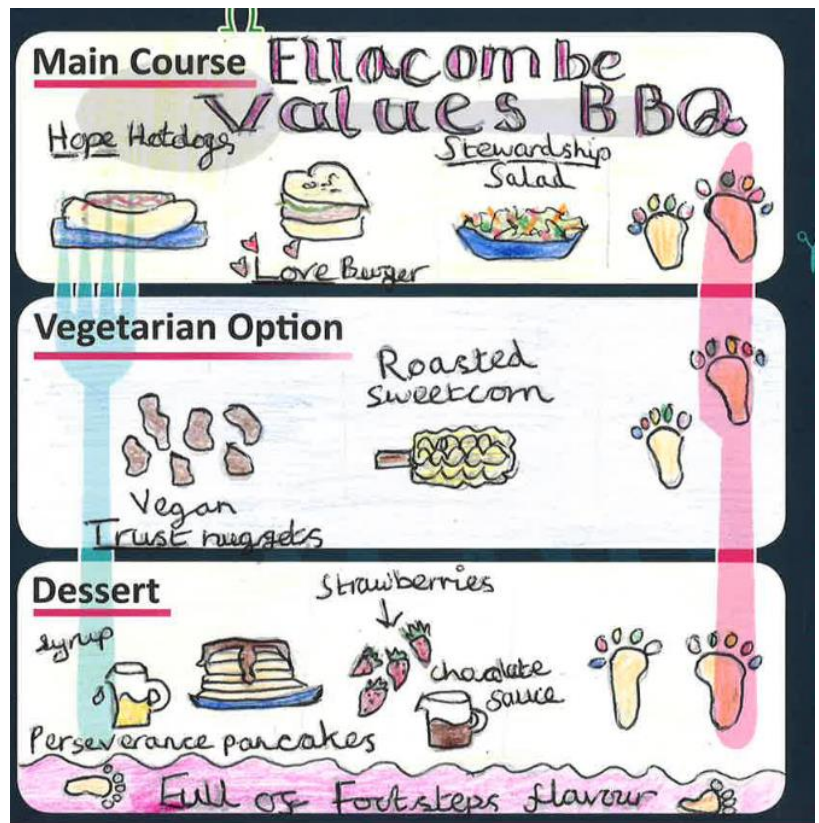 Main Course
Ellacombe
Values BBQ
Hope Hotdogs
Stewardship
Salad
Love Burger
Vegetarian Option
Roasted
sweetcorn
Vegan
Trust nuggets
Dessert
Strawberries
syrup
chocolate
sauce
Perseverance pancakes
Full of Footsteps flavour